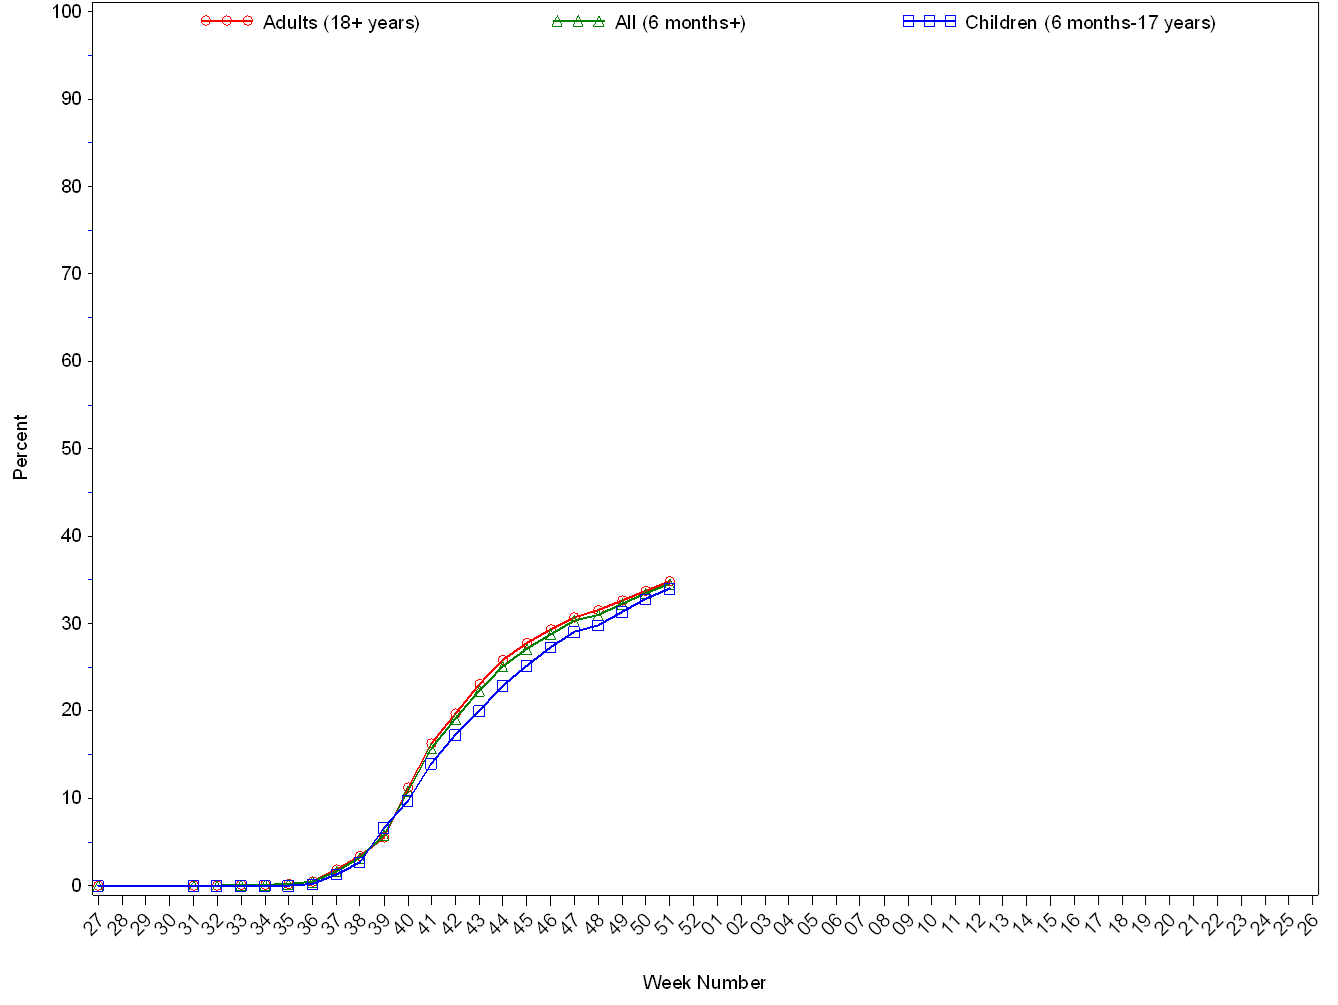 Adults (18+ years) All (6 months+) Children (6 months-17 years)
100
90
80
70
60
50
40
30
20
10
0
Percent
27 28 29 30 31 32 33 34 35 36 37 38 39 40 41 42 43 44 45 46 47 48 49 50 51 52 01 02 03 04 05 06 07 08 09 10 11 12 13 14 15 16 17 18 19 20 21 22 23 24 25 26
Week Number